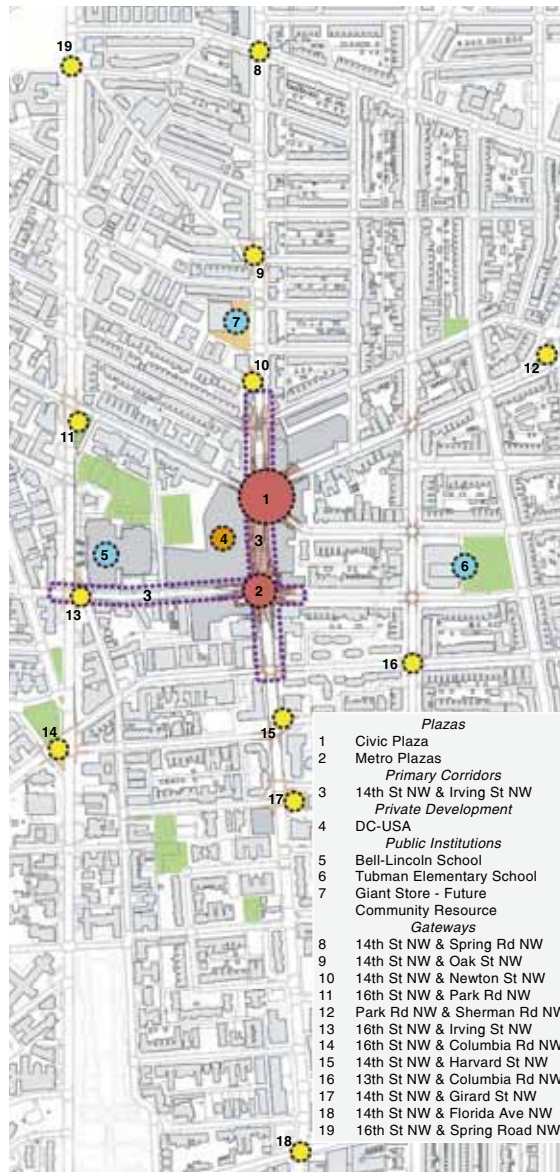 19
8
9
7
10
12
11
1
4
3
5
6
2
3
13
16
15
14
17
18
Plazas
1 Civic Plaza
2 Metro Plazas
Primary Corridors
3 14th St NW & Irving St NW
Private Development
4 DC-USA
Public Institutions
5 Bell-Lincoln School
6 Tubman Elementary School
7 Giant Store - Future
Community Resource
Gateways
8 14th St NW & Spring Rd NW
9 14th St NW & Oak St NW
10 14th St NW & Newton St NW
11 16th St NW & Park Rd NW
12 Park Rd NW & Sherman Rd NW
13 16th St NW & Irving St NW
14 16th St NW & Columbia Rd NW
15 14th St NW & Harvard St NW
16 13th St NW & Columbia Rd NW
17 14th St NW & Girard St NW
18 14th St NW & Florida Ave NW
19 16th St NW & Spring Road NW